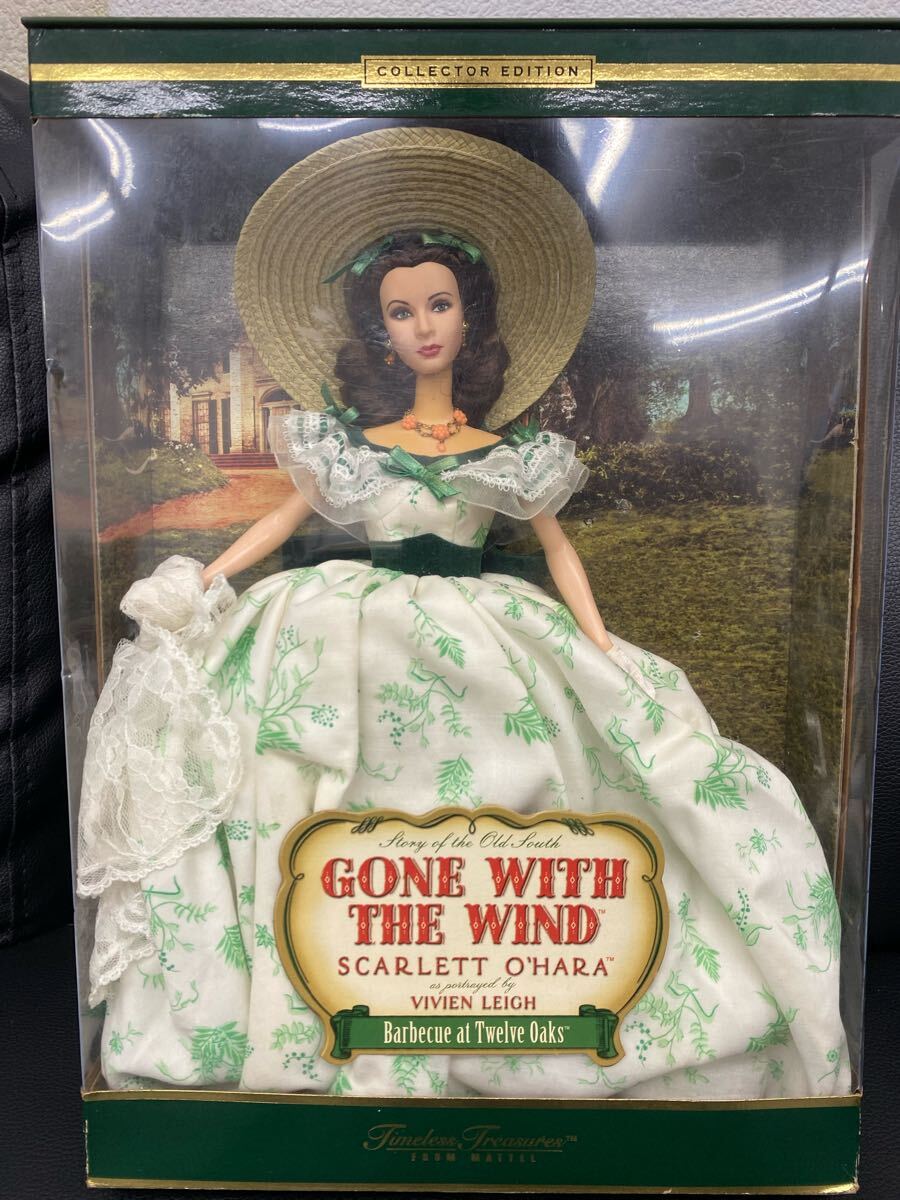 COLLECTOR EDITION
Story of the Old South
GONE WITH
THE WIND™
SCARLETT O'HARA™
as portrayed by
VIVIEN LEIGH
Barbecue at Twelve Oaks™
Timeless Treasures™
FROM MATTEL